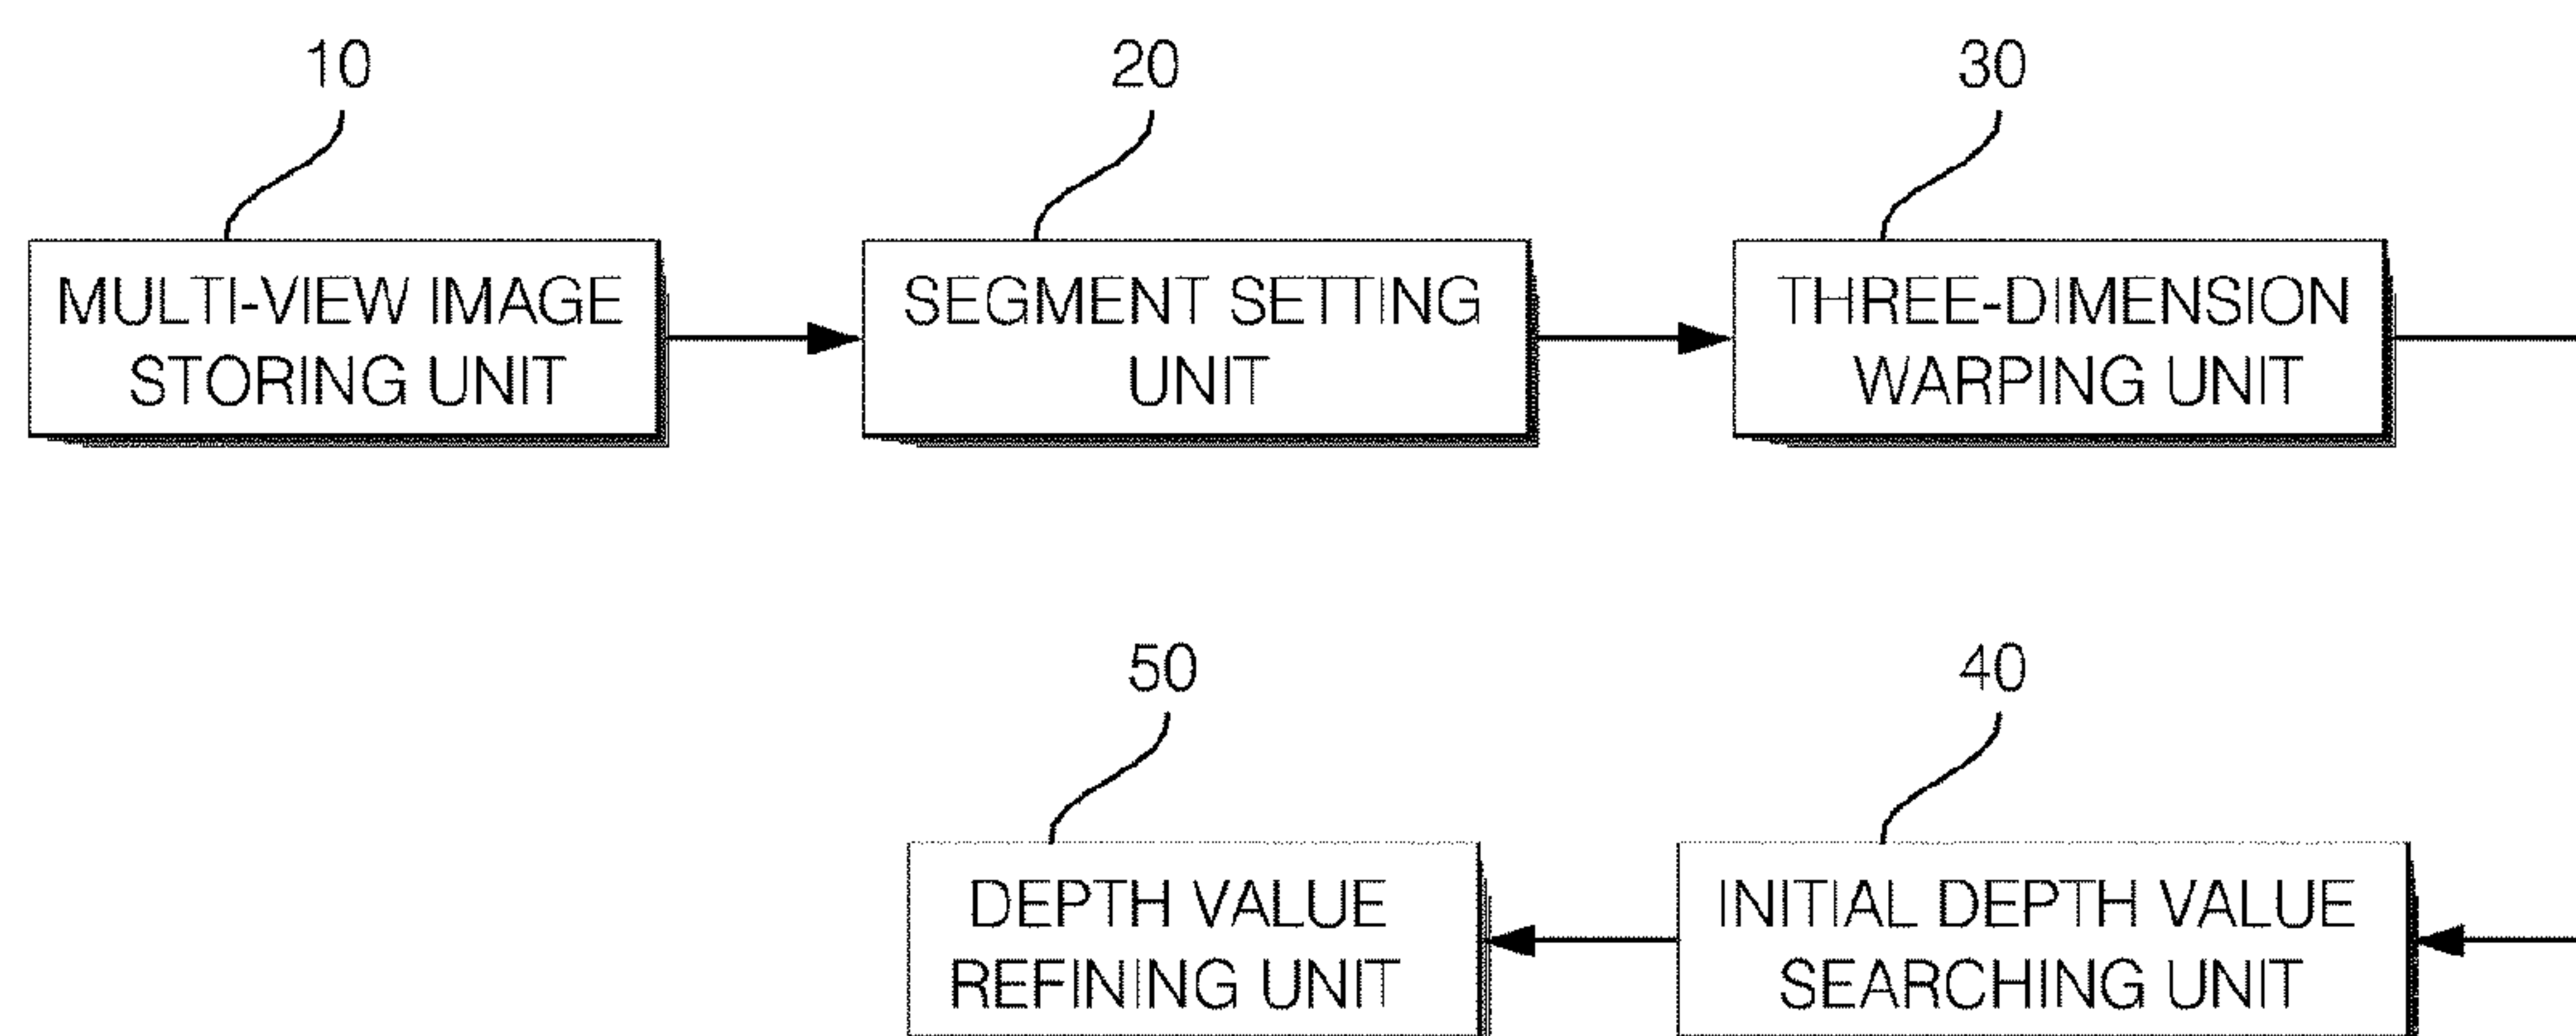 10
20
30
MULTI-VIEW IMAGE
STORING UNIT
SEGMENT SETTING
UNIT
THREE-DIMENSION
WARPING UNIT
50
40
DEPTH VALUE
REFINING UNIT
INITIAL DEPTH VALUE
SEARCHING UNIT